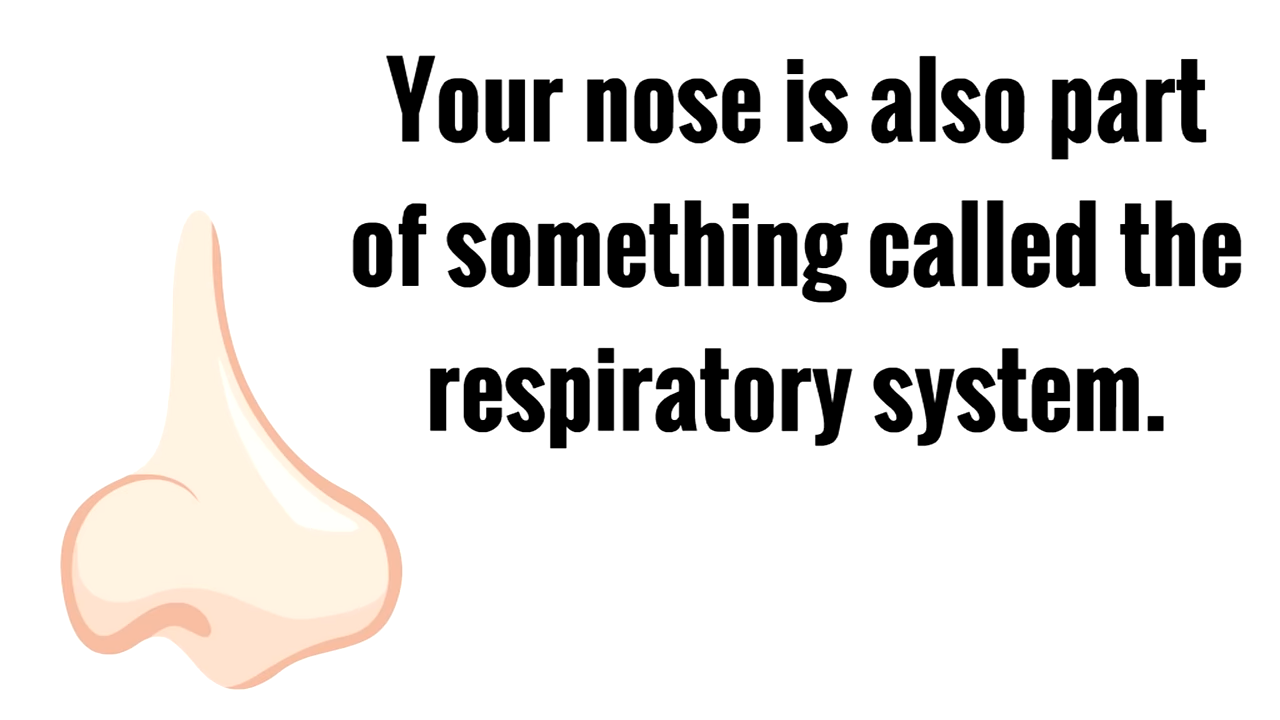 Your nose is also part
of something called the
respiratory system.